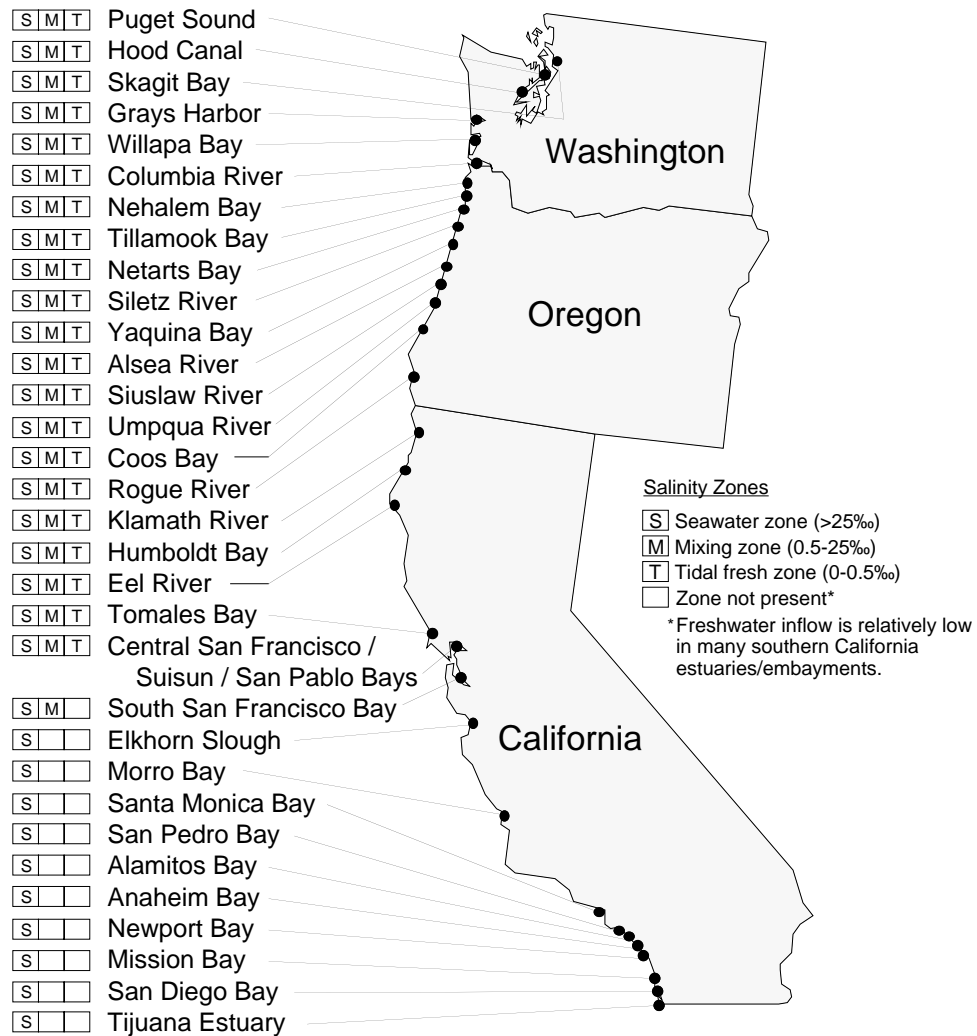 S M T Puget Sound
S M T Hood Canal
S M T Skagit Bay
S M T Grays Harbor
S M T Willapa Bay
S M T Columbia River
S M T Nehalem Bay
S M T Tillamook Bay
S M T Netarts Bay
S M T Siletz River
S M T Yaquina Bay
S M T Alsea River
S M T Siuslaw River
S M T Umpqua River
S M T Coos Bay
S M T Rogue River
S M T Klamath River
S M T Humboldt Bay
S M T Eel River
S M T Tomales Bay
S M T Central San Francisco /
Suisun / San Pablo Bays
S M South San Francisco Bay
S Elkhorn Slough
S Morro Bay
S Santa Monica Bay
S San Pedro Bay
S Alamitos Bay
S Anaheim Bay
S Newport Bay
S Mission Bay
S San Diego Bay
S Tijuana Estuary
Washington
Oregon
California
Salinity Zones
S Seawater zone (>25‰)
M Mixing zone (0.5-25‰)
T Tidal fresh zone (0-0.5‰)
Zone not present*
*Freshwater inflow is relatively low
in many southern California
estuaries/embayments.